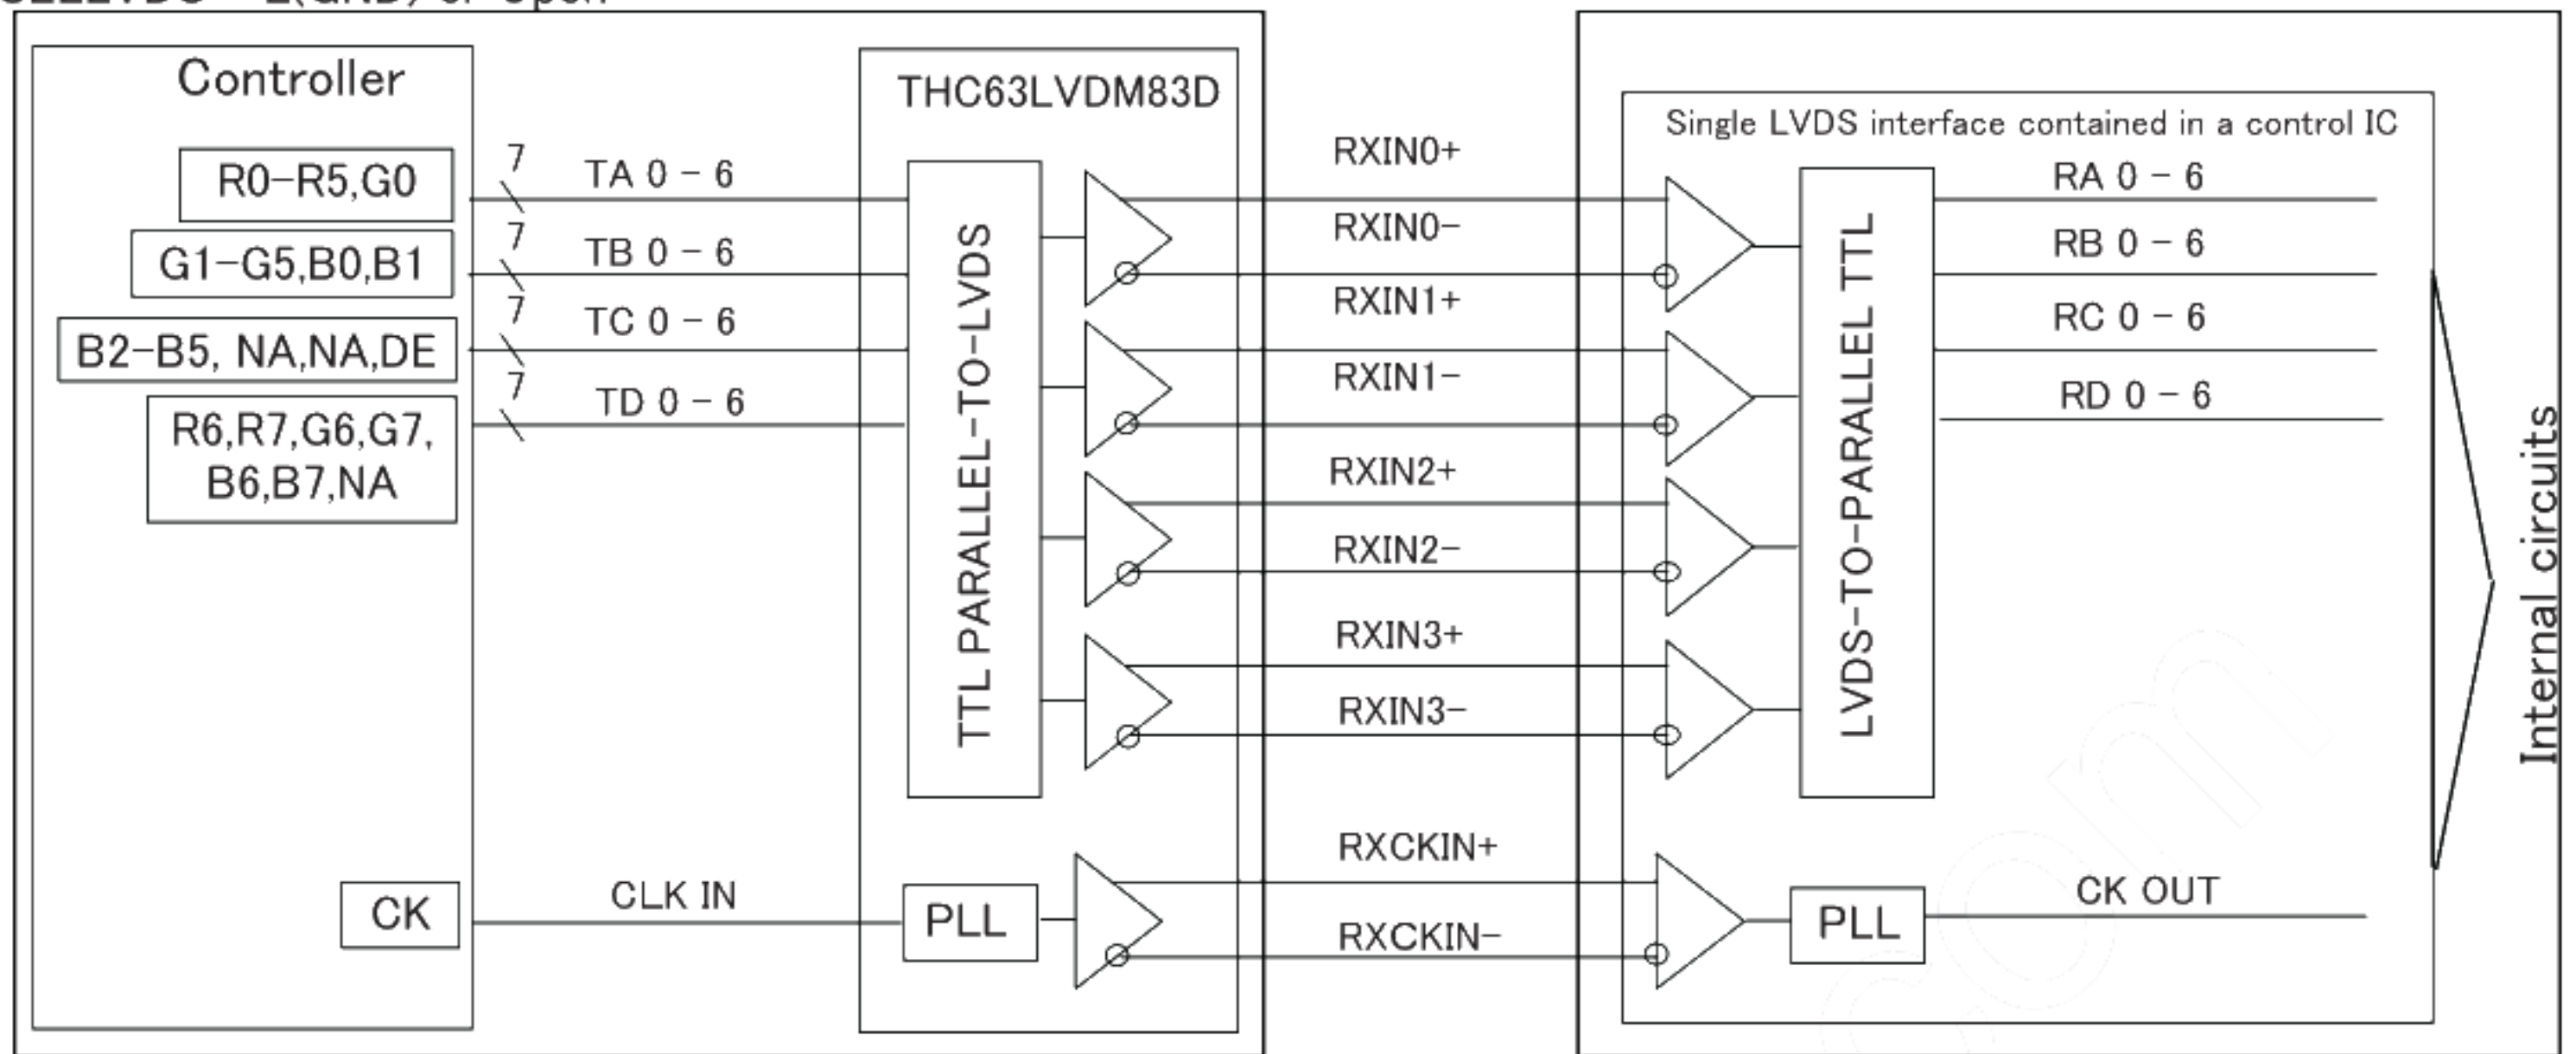 Controller
R0-R5,G0
G1-G5,B0,B1
B2-B5, NA,NA,DE
R6,R7,G6,G7,
B6,B7,NA
CK
7
TA 0 - 6
7
TB 0 - 6
7
TC 0 - 6
7
TD 0 - 6
CLK IN
THC63LVDM83D
TTL PARALLEL-TO-LVDS
PLL
RXIN0+
RXIN0-
RXIN1+
RXIN1-
RXIN2+
RXIN2-
RXIN3+
RXIN3-
RXCKIN+
RXCKIN-
Single LVDS interface contained in a control IC
LVDS-TO-PARALLEL TTL
PLL
RA 0 - 6
RB 0 - 6
RC 0 - 6
RD 0 - 6
CK OUT
Internal circuits
com